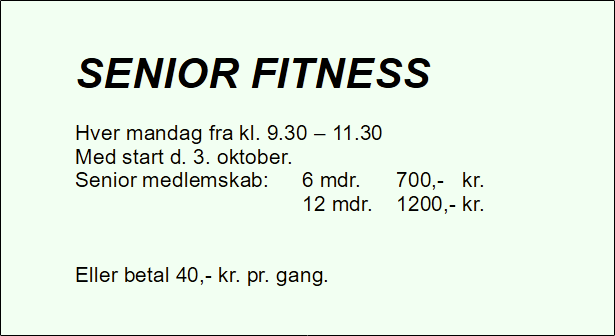 SENIOR FITNESS
Hver mandag fra kl. 9.30 – 11.30
Med start d. 3. oktober.
Senior medlemskab: 6 mdr. 700,- kr.
12 mdr. 1200,- kr.
Eller betal 40,- kr. pr. gang.